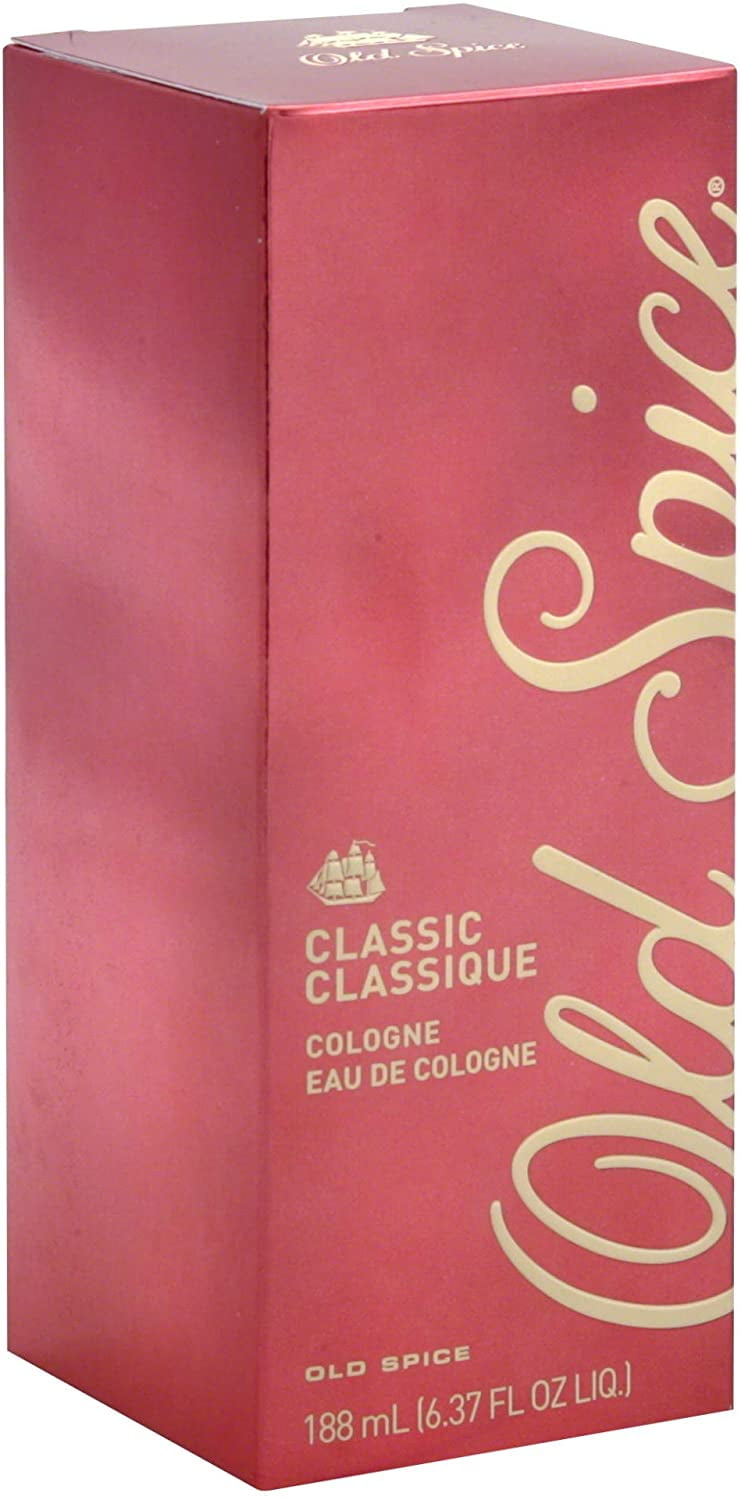 Old Spice
Old Spice®
CLASSIC
CLASSIQUE
COLOGNE
EAU DE COLOGNE
OLD SPICE
188 mL (6.37 FL OZ LIQ.)